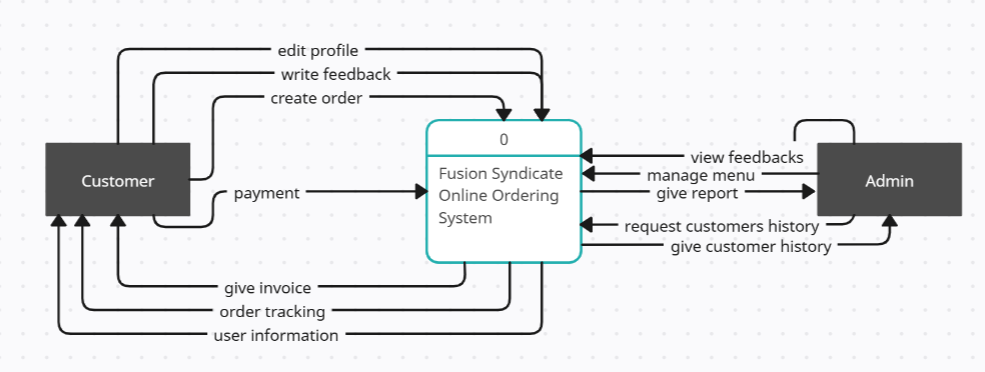 edit profile
write feedback
create order
0
view feedbacks
Fusion Syndicate
manage menu
Customer
Admin
payment
Online Ordering
give report
System
request customers history
give customer history
give invoice
order tracking
user information